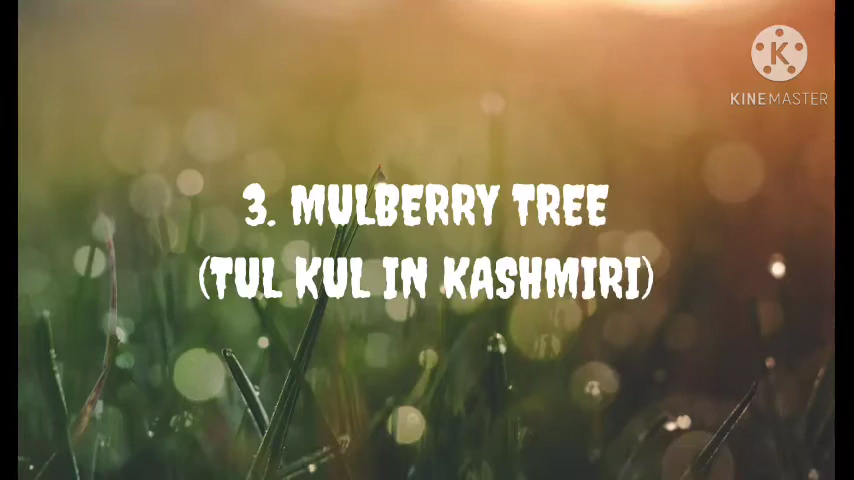 KINEMASTER
3. MULBERRY TREE
(TUL KUL IN KASHMIRI)